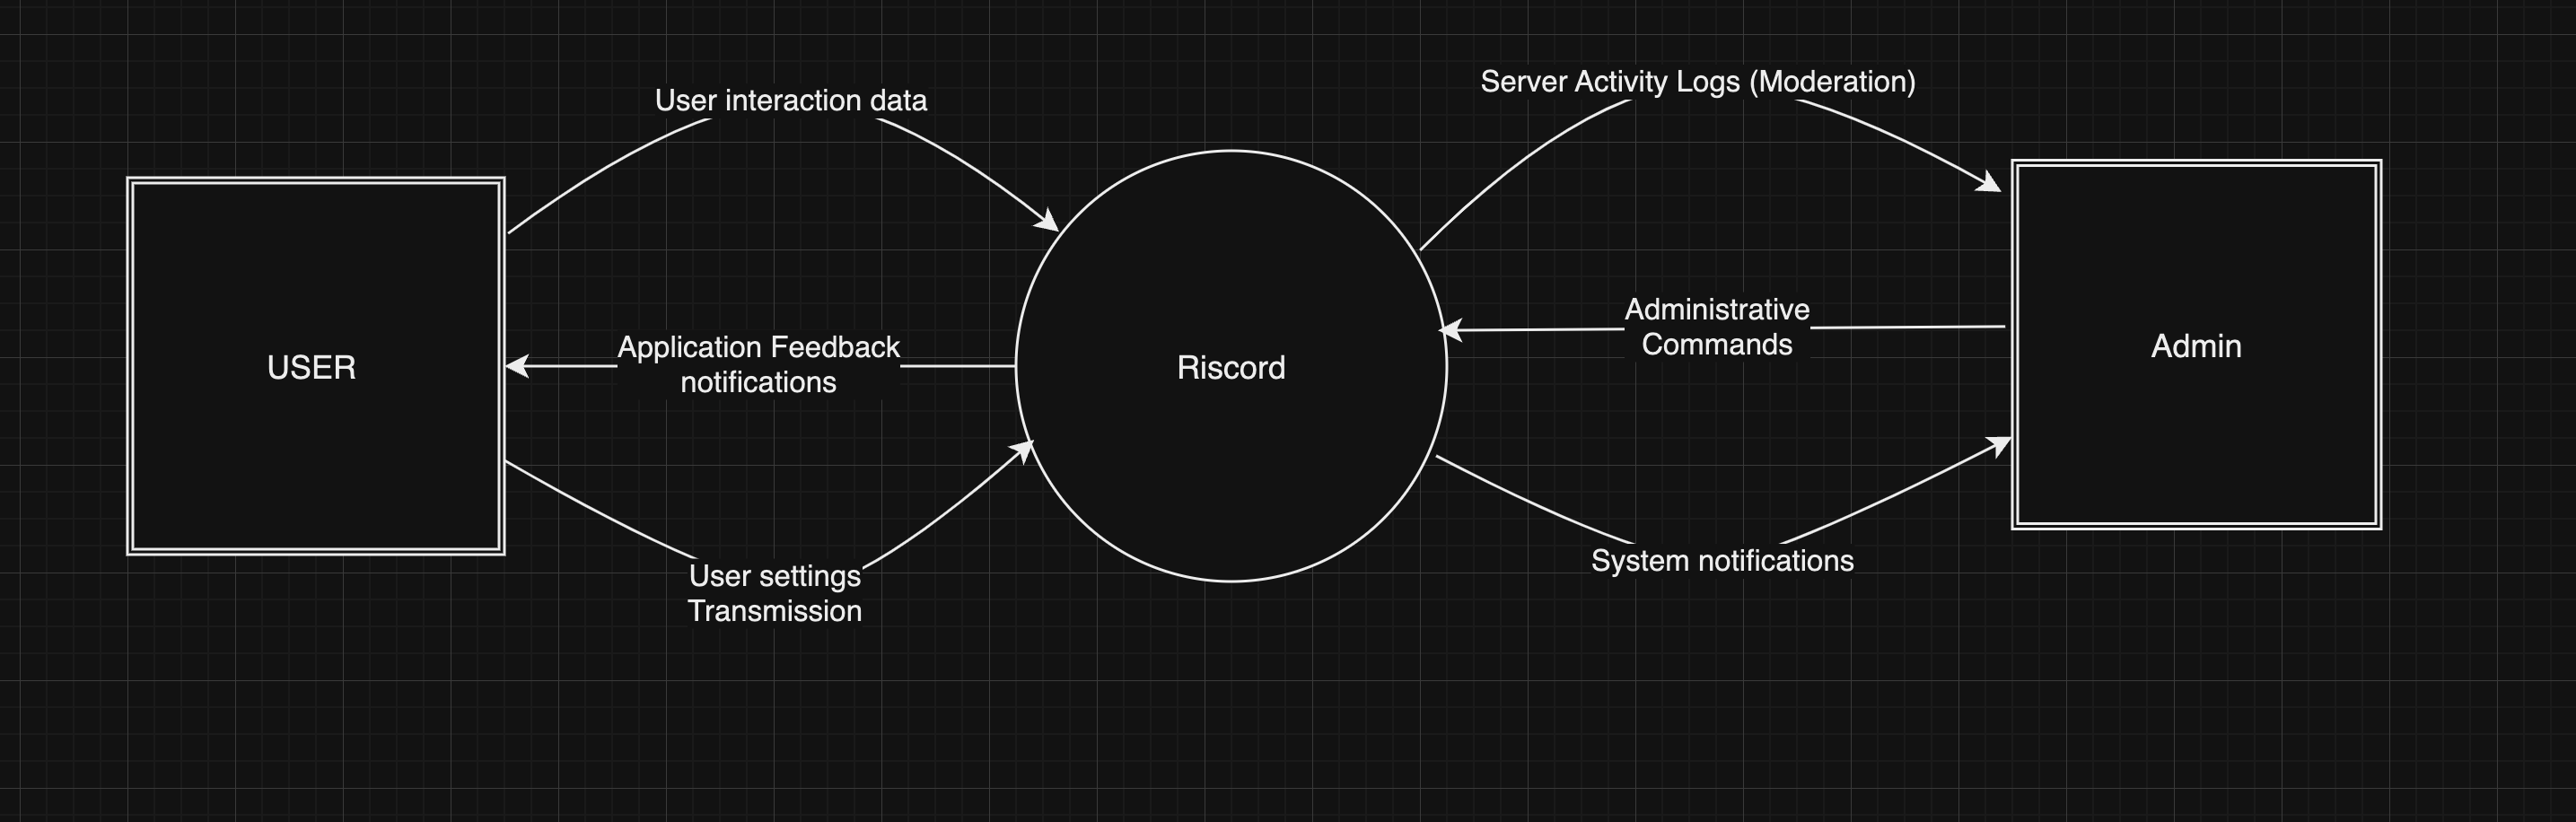 User interaction data
Server Activity Logs (Moderation)
USER
Application Feedback
notifications
Riscord
Administrative
Commands
Admin
User settings
Transmission
System notifications